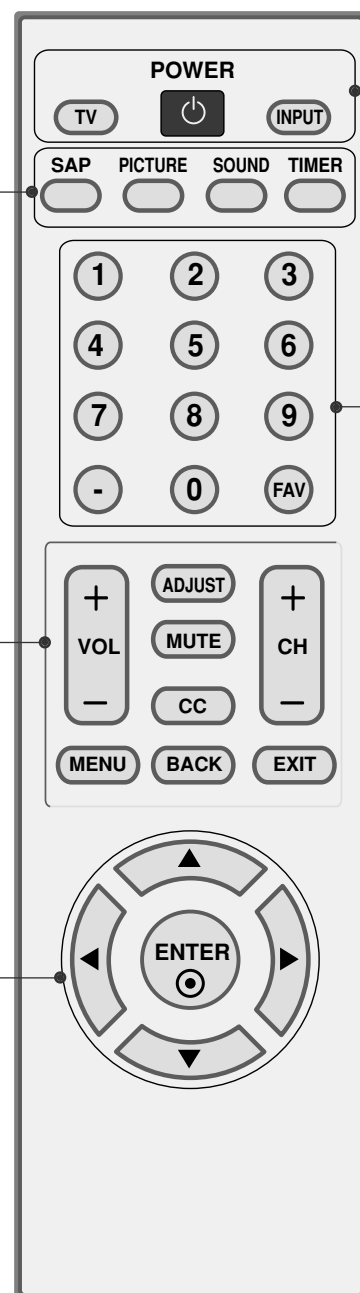 POWER
TV INPUT
SAP PICTURE SOUND TIMER
1 2 3
4 5 6
7 8 9
- 0 FAV
+ ADJUST +
VOL MUTE CH
− CC −
MENU BACK EXIT
ENTER